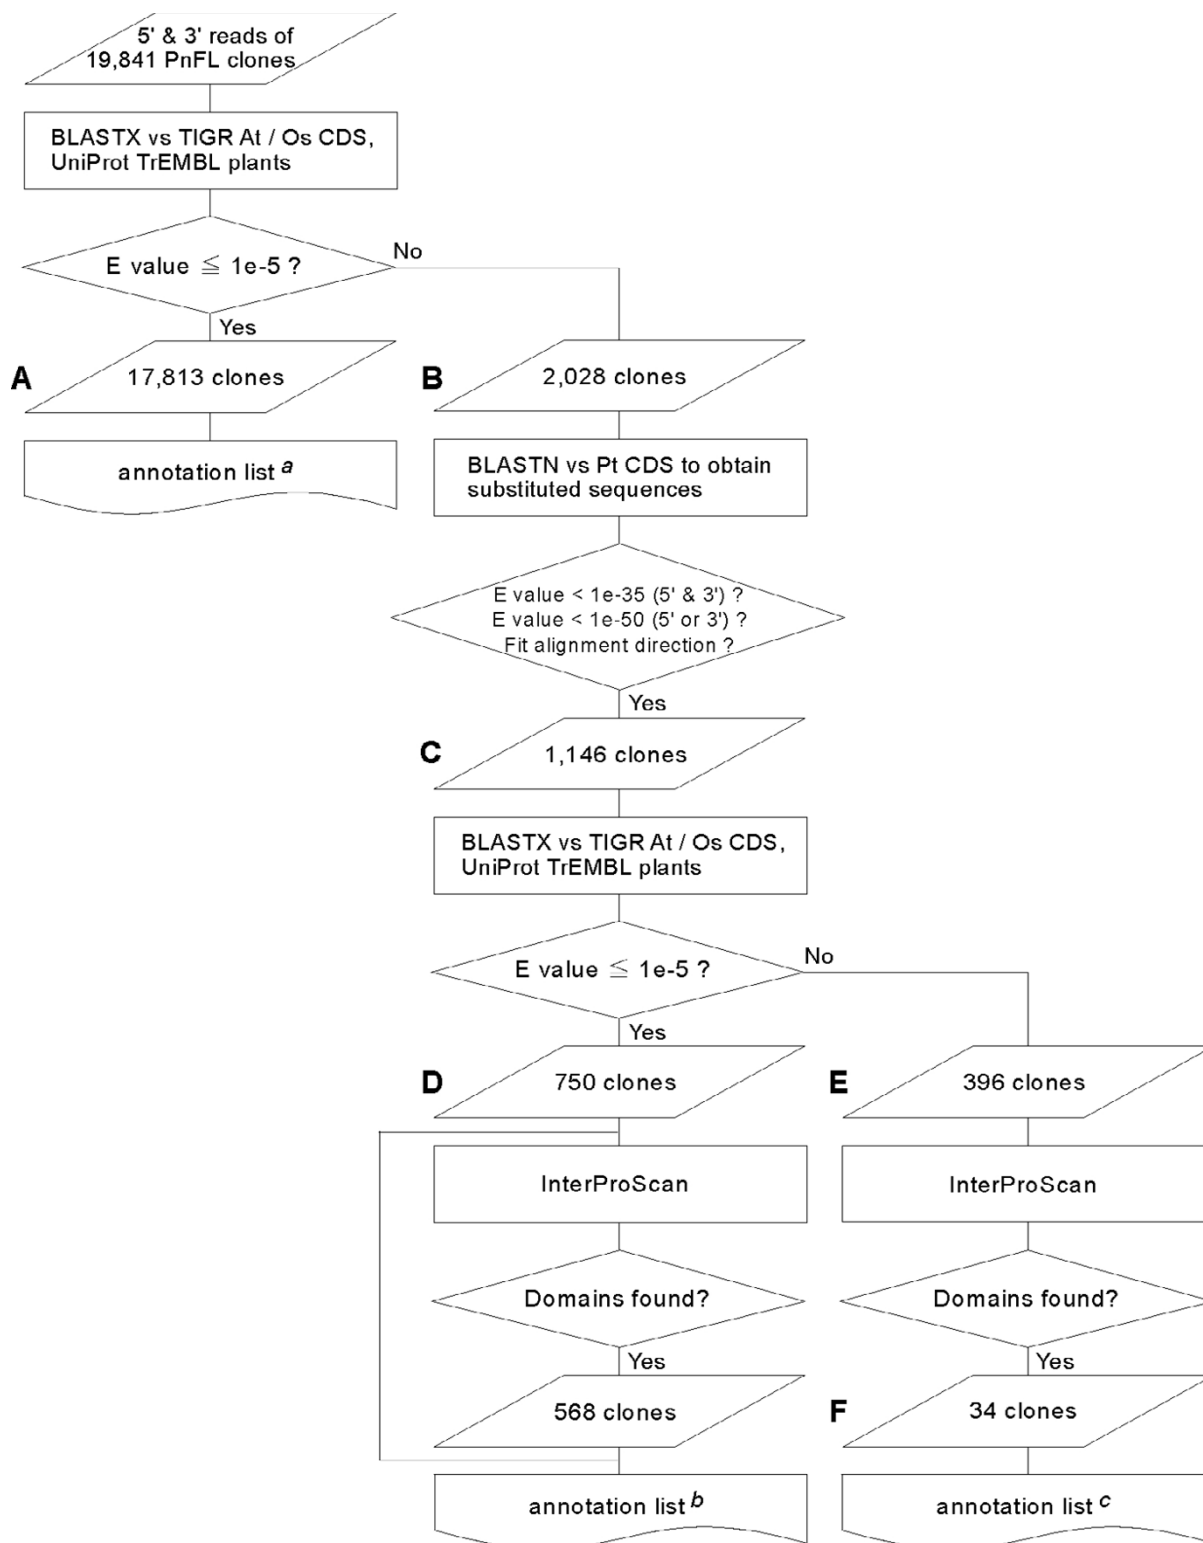 5' & 3' reads of
19,841 PnFL clones
BLASTX vs TIGR At / Os CDS,
UniProt TrEMBL plants
E value ≦ 1e-5 ?
No
Yes
A
17,813 clones
B
2,028 clones
annotation list a
BLASTN vs Pt CDS to obtain
substituted sequences
E value < 1e-35 (5' & 3') ?
E value < 1e-50 (5' or 3') ?
Fit alignment direction ?
Yes
C
1,146 clones
BLASTX vs TIGR At / Os CDS,
UniProt TrEMBL plants
E value ≦ 1e-5 ?
No
Yes
D
750 clones
E
396 clones
InterProScan
InterProScan
Domains found?
Domains found?
Yes
Yes
568 clones
F
34 clones
annotation list b
annotation list c